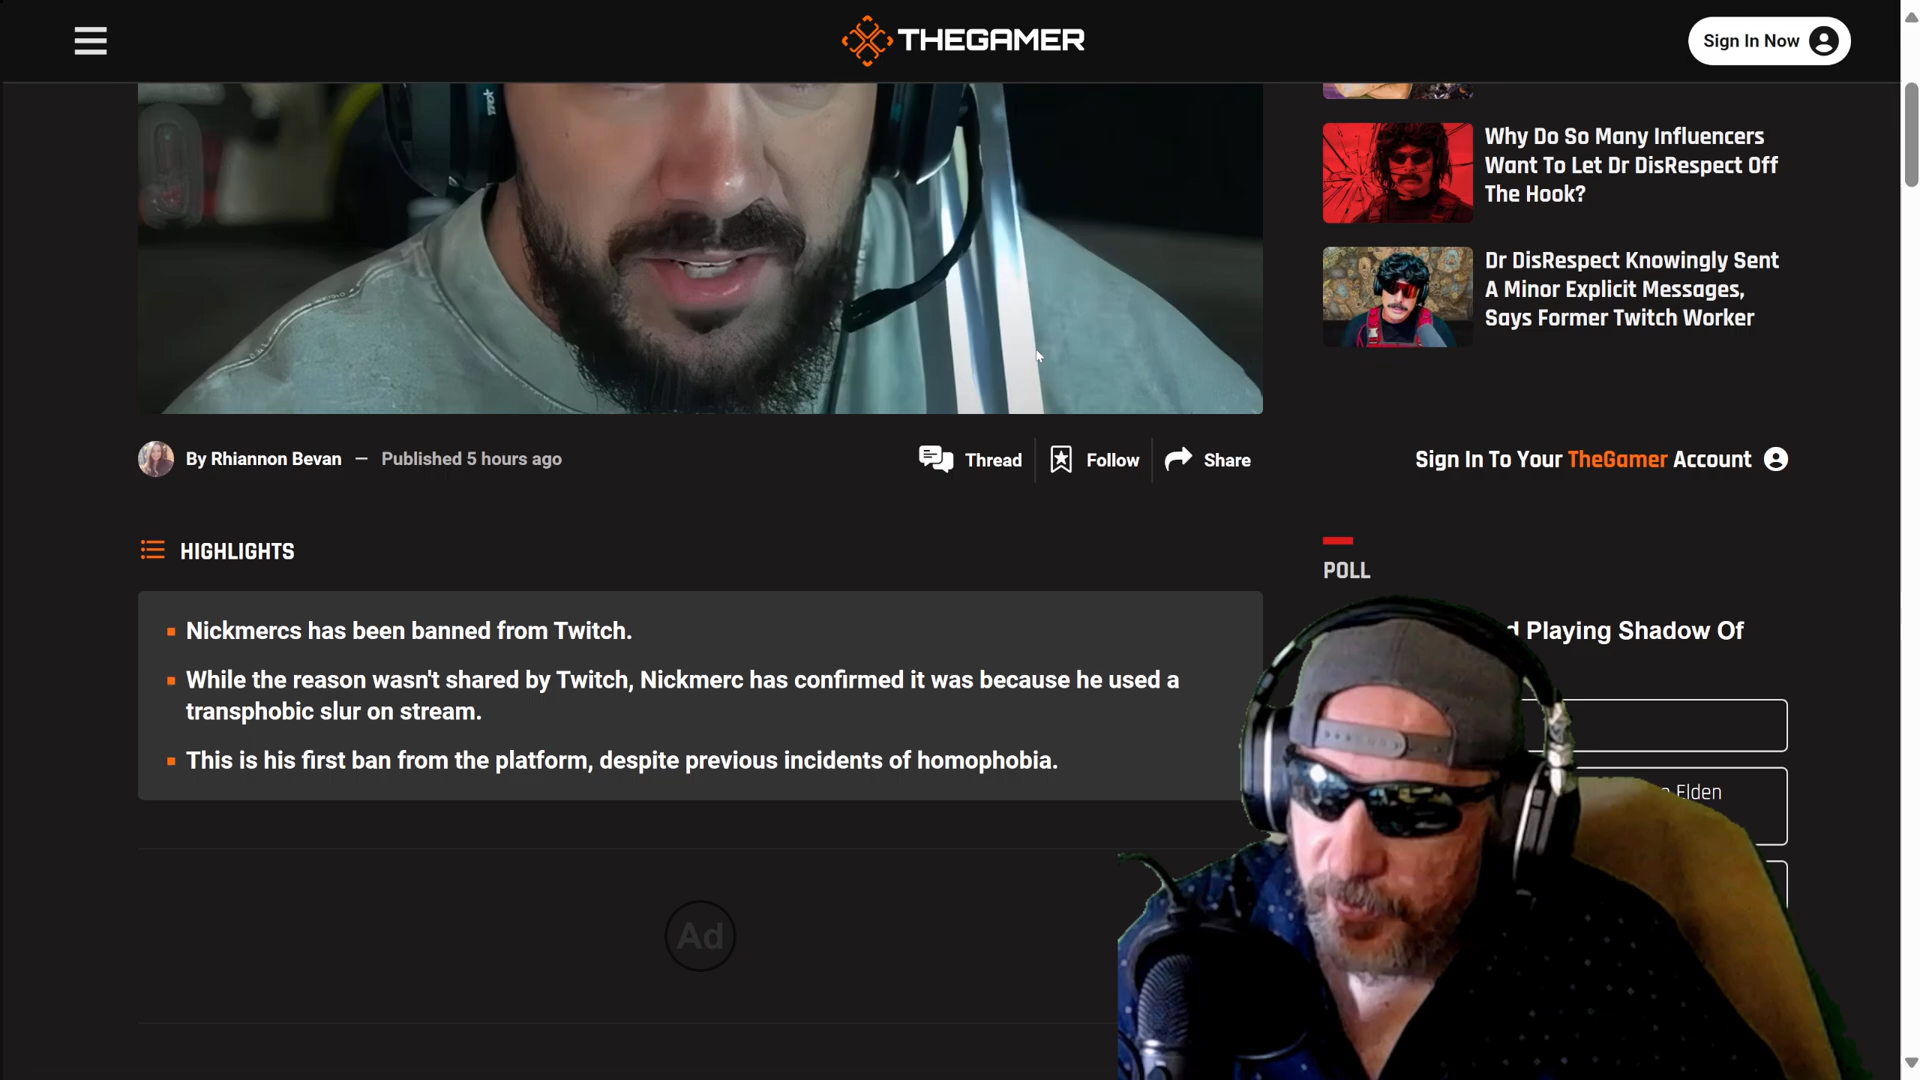 THEGAMER
Sign In Now
Why Do So Many Influencers
Want To Let Dr DisRespect Off
The Hook?
Dr DisRespect Knowingly Sent
A Minor Explicit Messages,
Says Former Twitch Worker
By Rhiannon Bevan — Published 5 hours ago
Thread
Follow
Share
Sign In To Your TheGamer Account
HIGHLIGHTS
Nickmercs has been banned from Twitch.
While the reason wasn't shared by Twitch, Nickmerc has confirmed it was because he used a
transphobic slur on stream.
This is his first ban from the platform, despite previous incidents of homophobia.
POLL
Playing Shadow Of
Elden
Ad